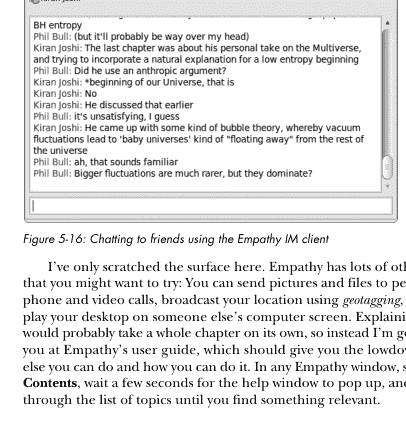 BH entropy
Phil Bull: (but it'll probably be way over my head)
Kiran Joshi: The last chapter was about his personal take on the Multiverse,
and trying to incorporate a natural explanation for a low entropy beginning
Phil Bull: Did he use an anthropic argument?
Kiran Joshi: *beginning of our Universe, that is
Kiran Joshi: No
Kiran Joshi: He discussed that earlier
Phil Bull: it's unsatisfying, I guess
Kiran Joshi: He came up with some kind of bubble theory, whereby vacuum
fluctuations lead to 'baby universes' kind of "floating away" from the rest of
the universe
Phil Bull: ah, that sounds familiar
Phil Bull: Bigger fluctuations are much rarer, but they dominate?
Figure 5-16: Chatting to friends using the Empathy IM client
I've only scratched the surface here. Empathy has lots of ot
that you might want to try: You can send pictures and files to pe
phone and video calls, broadcast your location using geotagging,
play your desktop on someone else's computer screen. Explaini
would probably take a whole chapter on its own, so instead I'm g
you at Empathy's user guide, which should give you the lowdo
else you can do and how you can do it. In any Empathy window, s
Contents, wait a few seconds for the help window to pop up, an
through the list of topics until you find something relevant.